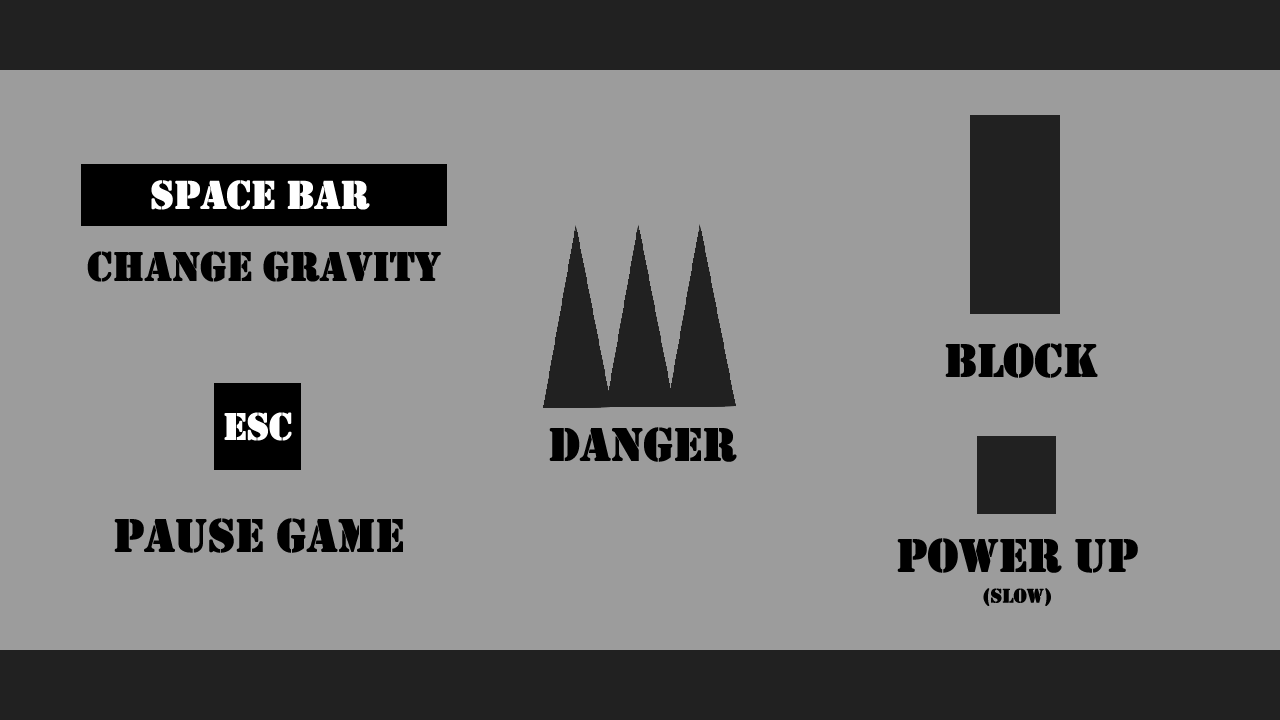 SPACE BAR
CHANGE GRAVITY
ESC
PAUSE GAME
DANGER
BLOCK
POWER UP
(SLOW)